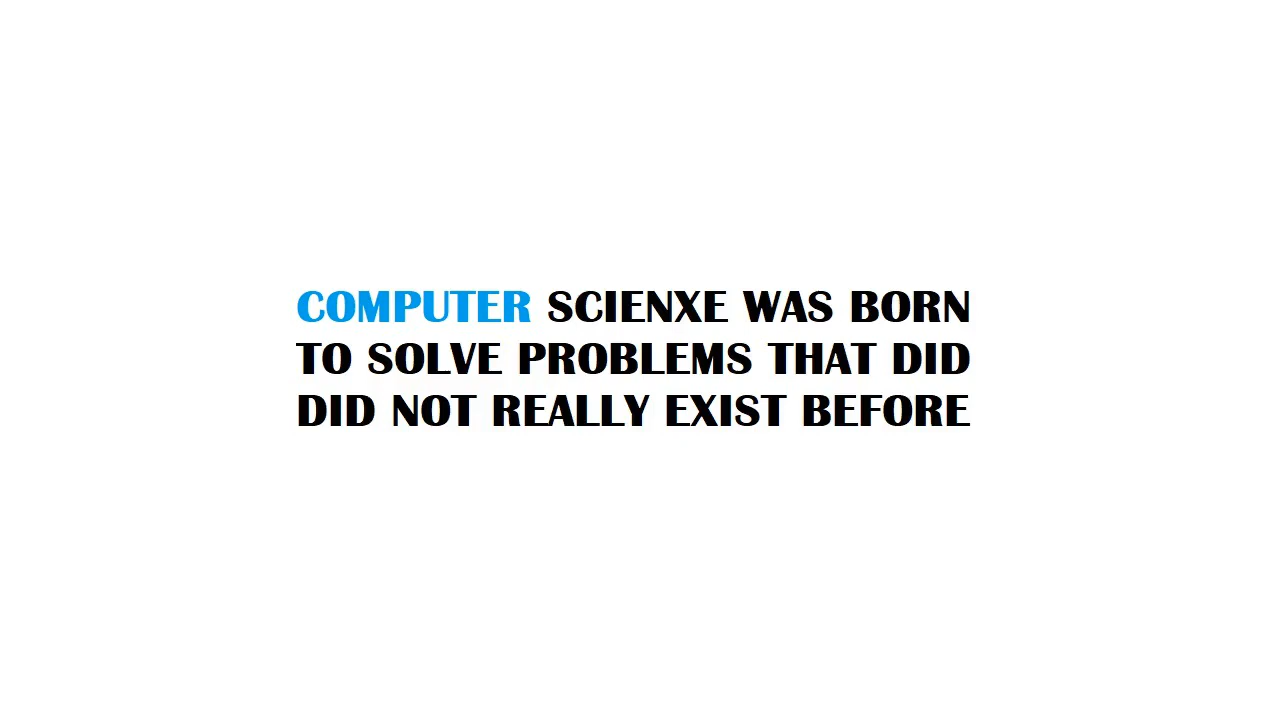 COMPUTER SCIENXE WAS BORN
TO SOLVE PROBLEMS THAT DID
DID NOT REALLY EXIST BEFORE